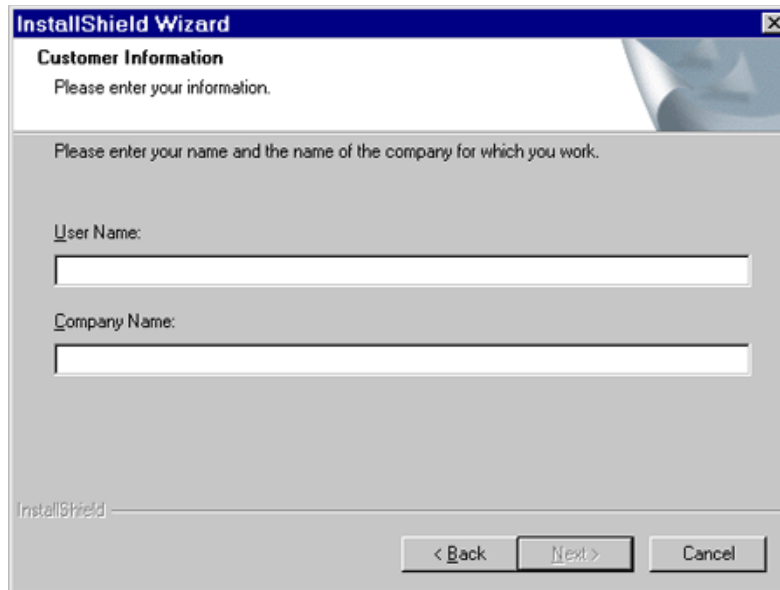 InstallShield Wizard
Customer Information
Please enter your information.
Please enter your name and the name of the company for which you work.
User Name:
Company Name:
InstallShield
< Back Next > Cancel